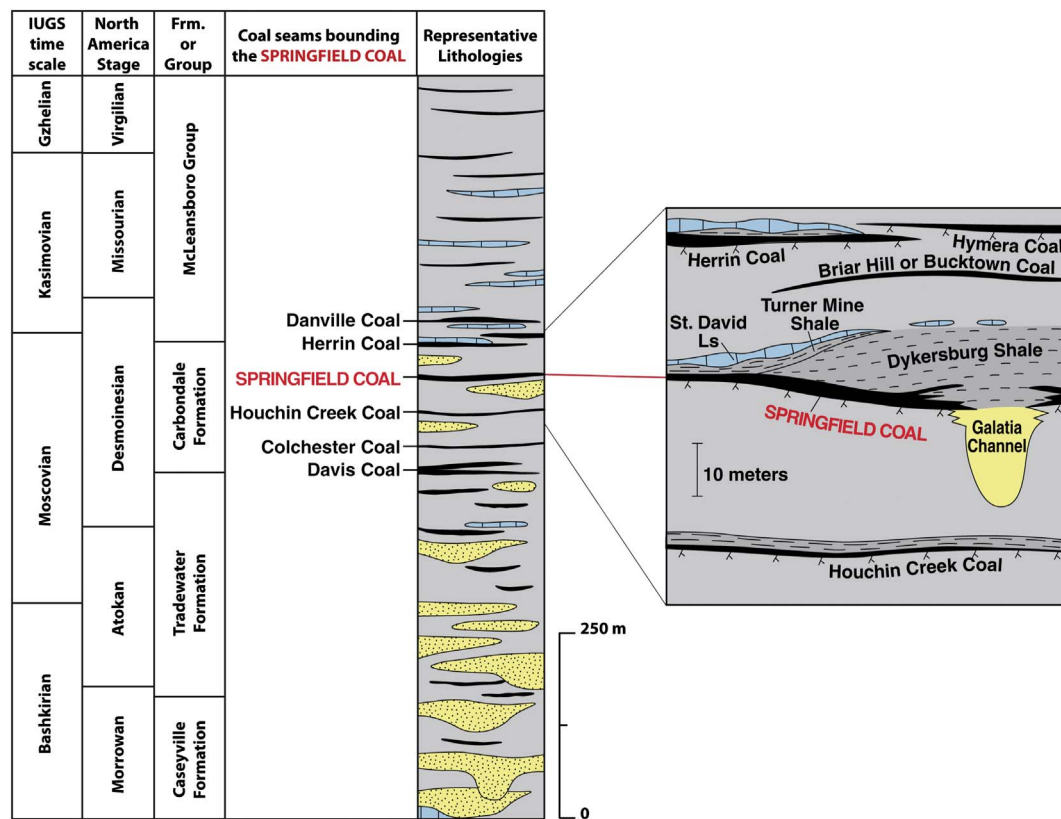 IUGS
time
scale
North
America
Stage
Frm.
or
Group
Coal seams bounding
the SPRINGFIELD COAL
Representative
Lithologies
Gzhelian
Kasimovian
Moscovian
Bashkirian
Virgilian
Missourian
Desmoinesian
Atokan
Morrowan
McLeansboro Group
Carbondale
Formation
Tradewater
Formation
Caseyville
Formation
Danville Coal
Herrin Coal
SPRINGFIELD COAL
Houchin Creek Coal
Colchester Coal
Davis Coal
250 m
0
Herrin Coal
Hymera Coal
Briar Hill or Bucktown Coal
Turner Mine
Shale
St. David
Ls
Dykersburg Shale
SPRINGFIELD COAL
Galatia
Channel
10 meters
Houchin Creek Coal